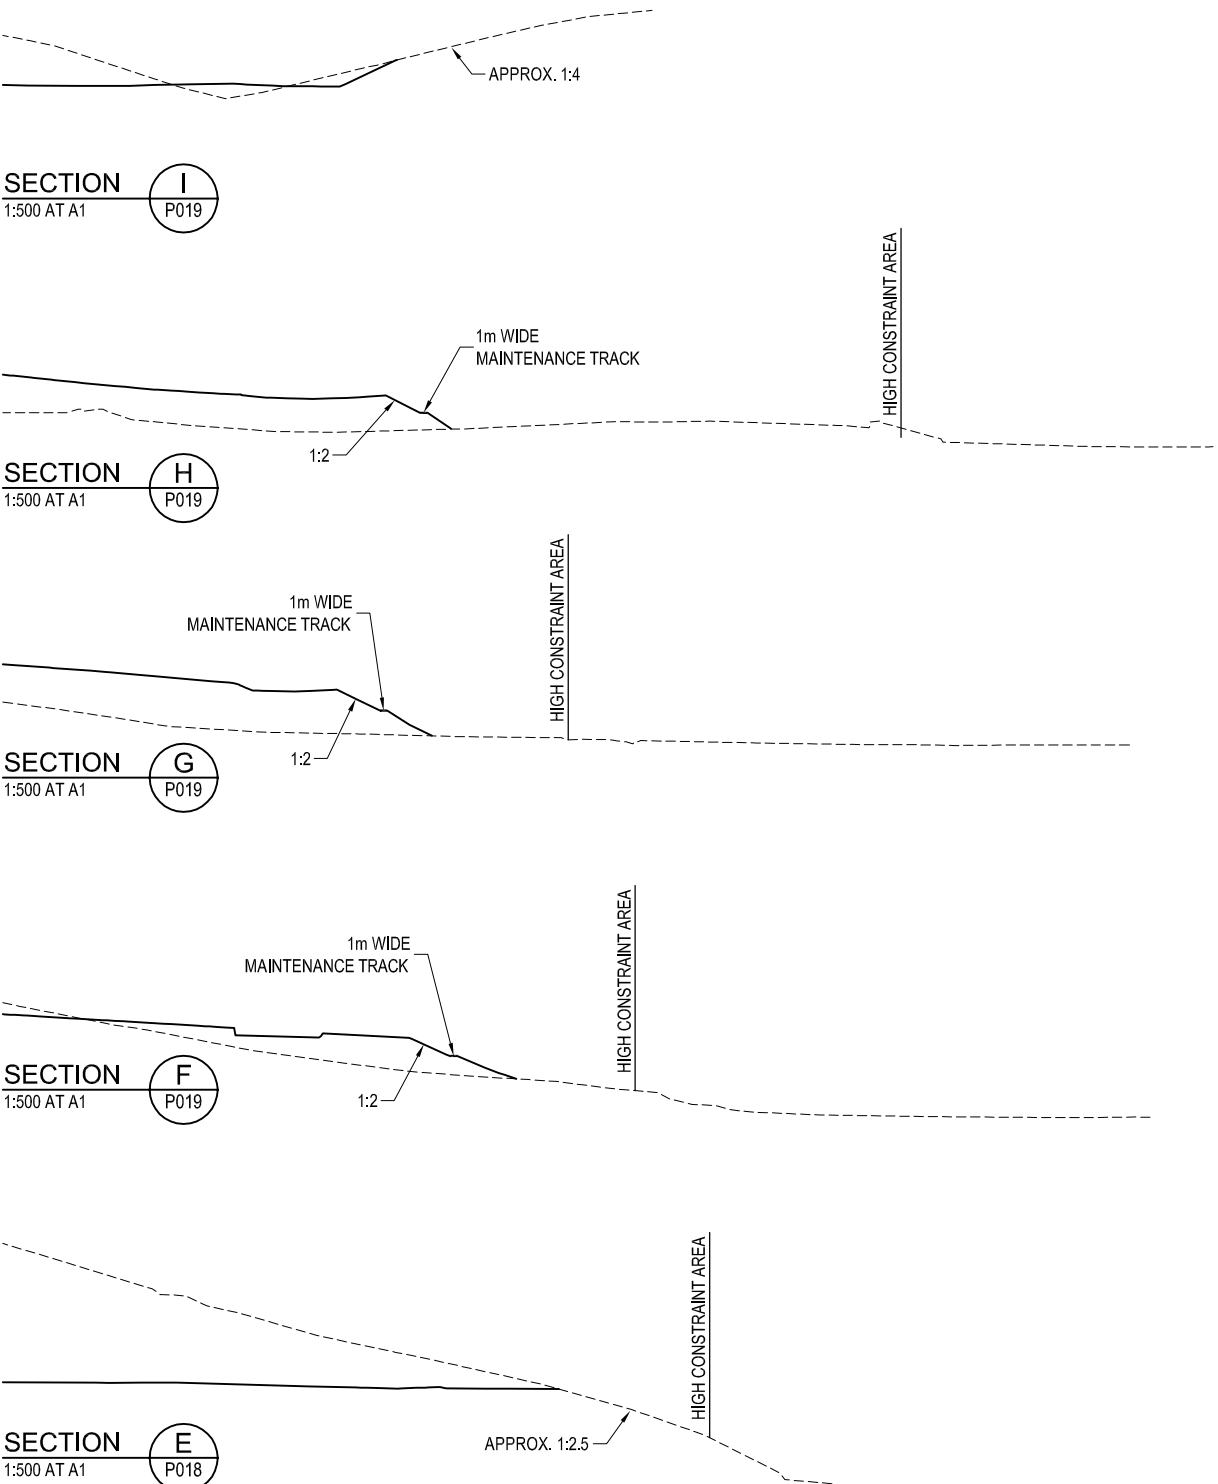 APPROX. 1:4
SECTION I
1:500 AT A1 P019
HIGH CONSTRAINT AREA
1m WIDE
MAINTENANCE TRACK
1:2
SECTION H
1:500 AT A1 P019
HIGH CONSTRAINT AREA
1m WIDE
MAINTENANCE TRACK
1:2
SECTION G
1:500 AT A1 P019
HIGH CONSTRAINT AREA
1m WIDE
MAINTENANCE TRACK
1:2
SECTION F
1:500 AT A1 P019
HIGH CONSTRAINT AREA
APPROX. 1:2.5
SECTION E
1:500 AT A1 P018